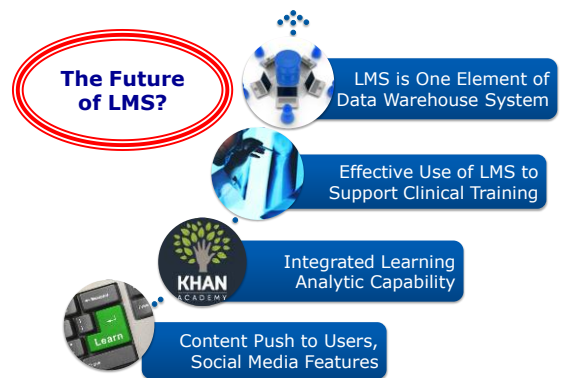 The Future
of LMS?
LMS is One Element of
Data Warehouse System
Effective Use of LMS to
Support Clinical Training
KHAN
ACADEMY
Integrated Learning
Analytic Capability
Learn
Content Push to Users,
Social Media Features